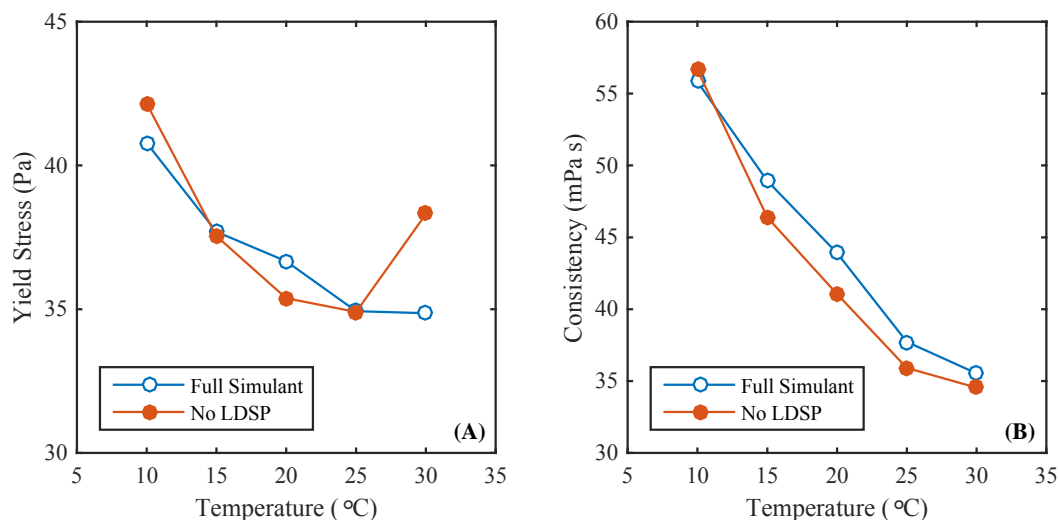 45
40
35
30
Yield Stress (Pa)
Full Simulant
No LDSP
(A)
5
10
15
20
25
30
35
Temperature ( °C)
60
55
50
45
40
35
30
Consistency (mPa s)
Full Simulant
No LDSP
(B)
5
10
15
20
25
30
35
Temperature ( °C)